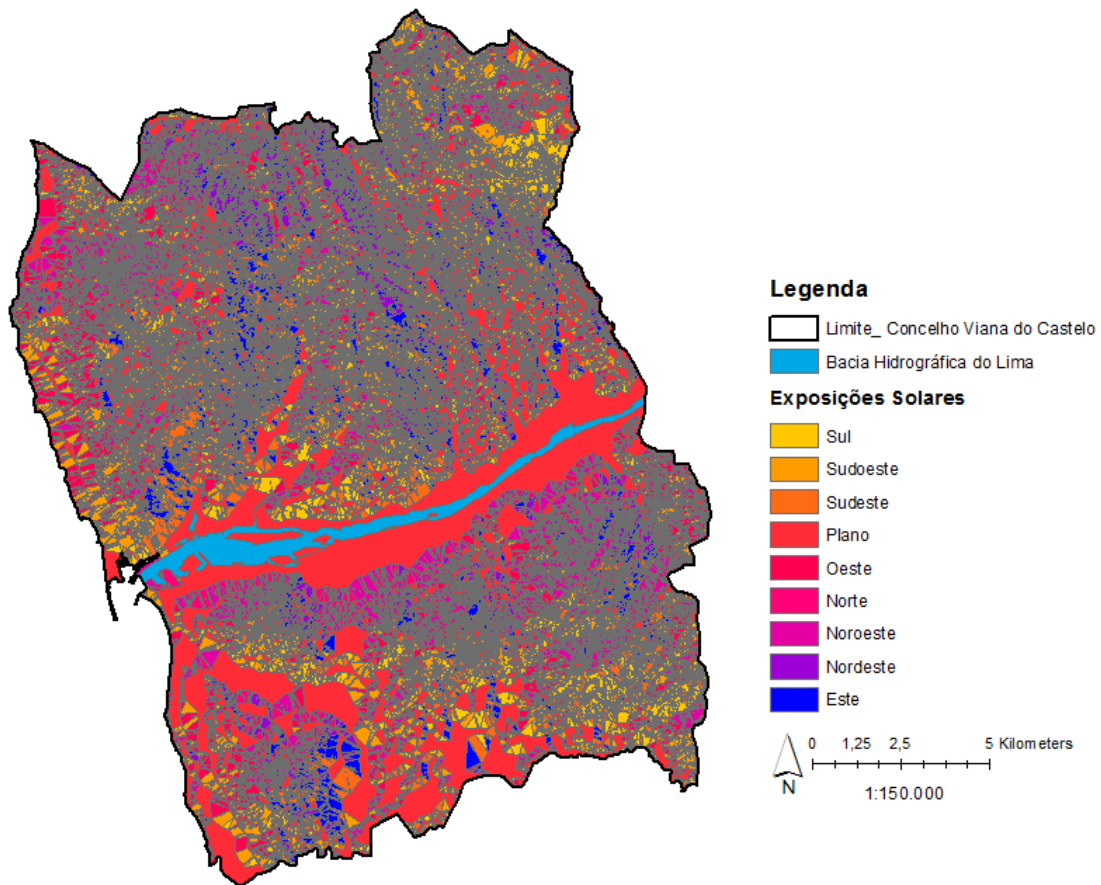 Legenda
Limite_ Concelho Viana do Castelo
Bacia Hidrográfica do Lima
Exposições Solares
Sul
Sudoeste
Sudeste
Plano
Oeste
Norte
Noroeste
Nordeste
Este
0 1,25 2,5 5 Kilometers
N
1:150.000